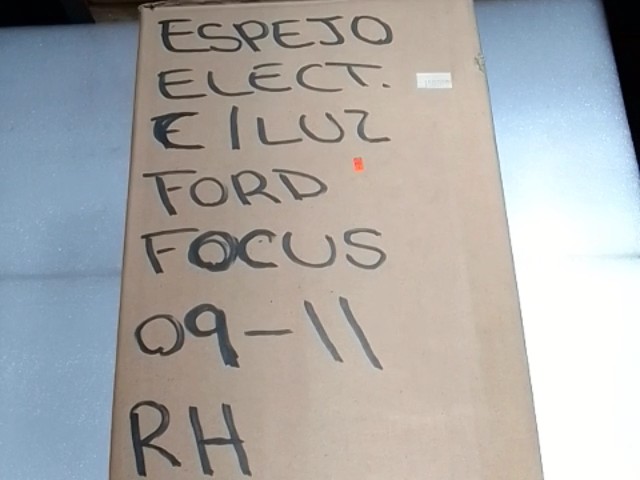 ESPEJO
ELECT.
E/LUZ
FORD
FOCUS
09-11
RH